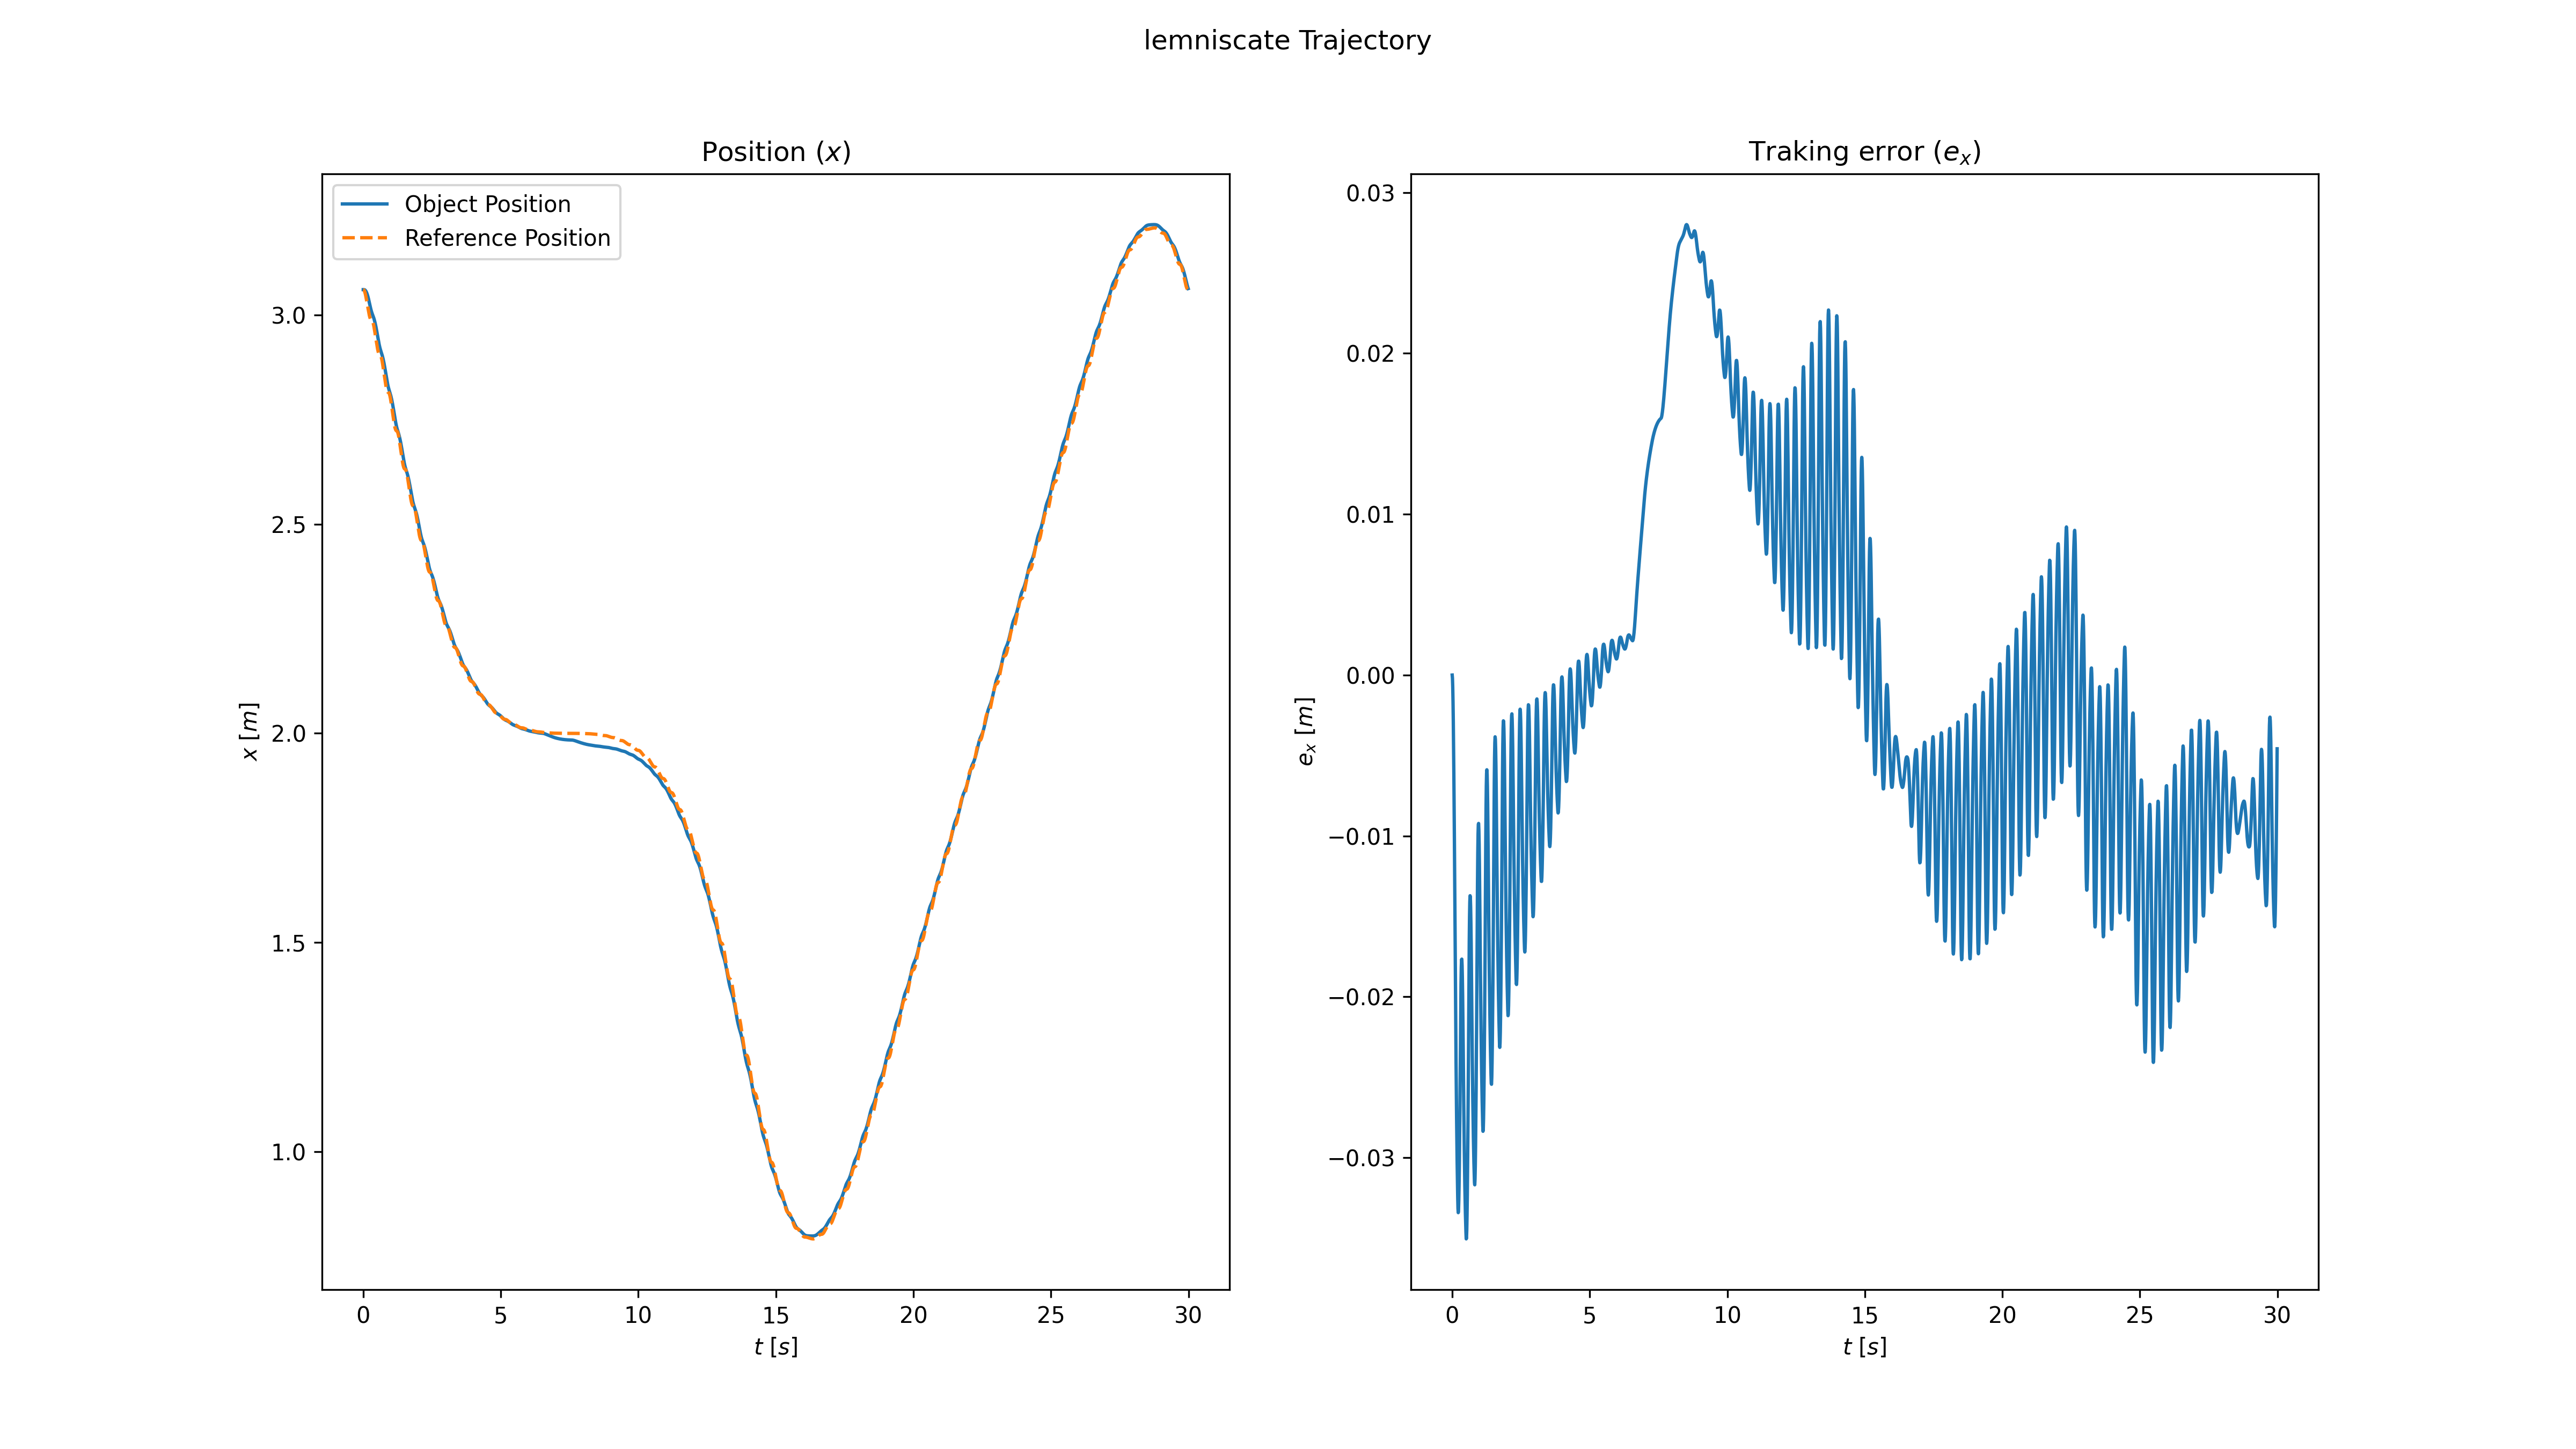 lemniscate Trajectory
Position (x)
Object Position
Reference Position
3.0
2.5
2.0
1.5
1.0
x [m]
0 5 10 15 20 25 30
t [s]
Traking error (eₓ)
0.03
0.02
0.01
0.00
−0.01
−0.02
−0.03
eₓ [m]
0 5 10 15 20 25 30
t [s]